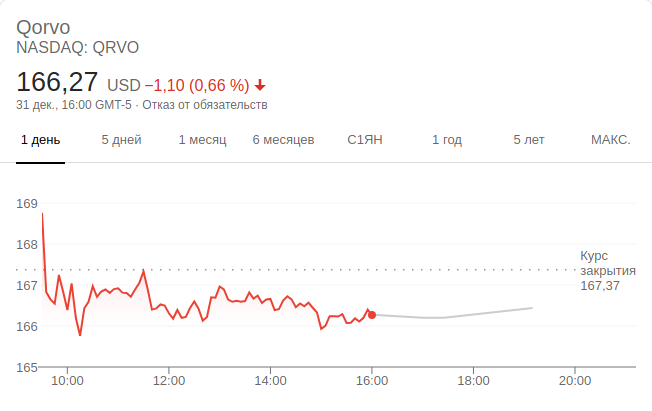 Qorvo
NASDAQ: QRVO
166,27 USD −1,10 (0,66 %)
31 дек., 16:00 GMT-5 · Отказ от обязательств
1 день 5 дней 1 месяц 6 месяцев С1ЯН 1 год 5 лет МАКС.
169
168
Курс
закрытия
167,37
167
166
165
10:00 12:00 14:00 16:00 18:00 20:00